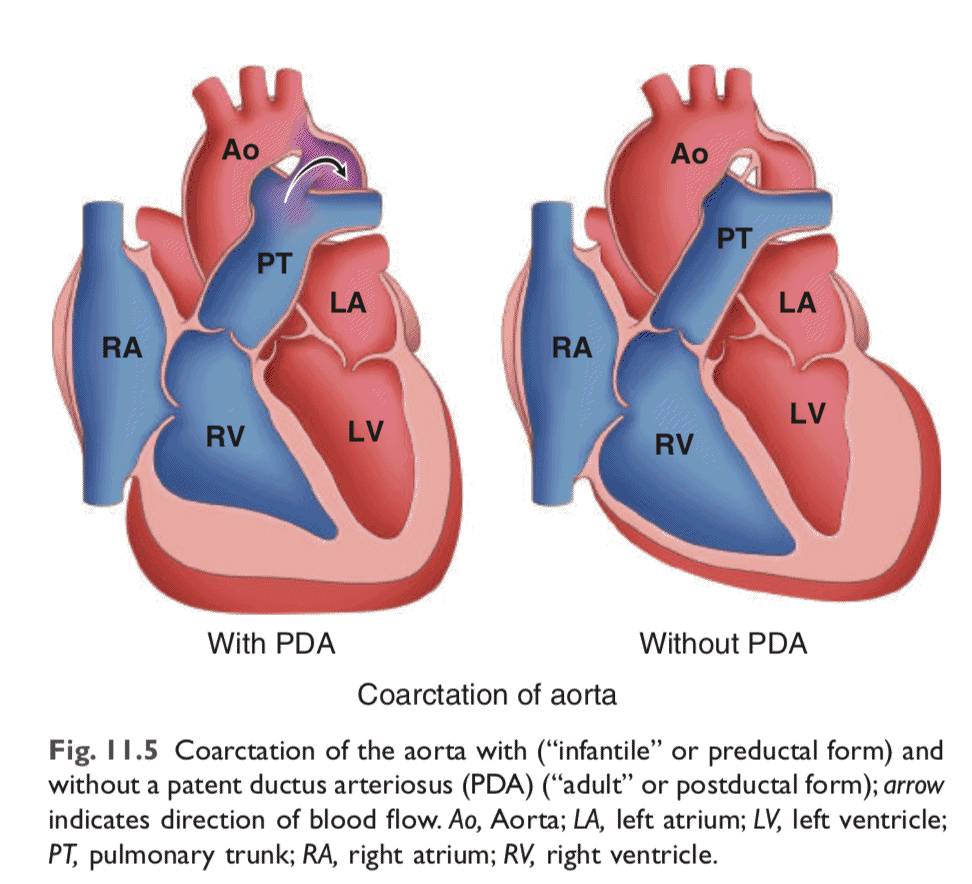 Ao
PT
LA
RA
RV
LV
Ao
PT
LA
RA
RV
LV
With PDA
Without PDA
Coarctation of aorta
Fig. 11.5 Coarctation of the aorta with (“infantile” or preductal form) and
without a patent ductus arteriosus (PDA) (“adult” or postductal form); arrow
indicates direction of blood flow. Ao, Aorta; LA, left atrium; LV, left ventricle;
PT, pulmonary trunk; RA, right atrium; RV, right ventricle.